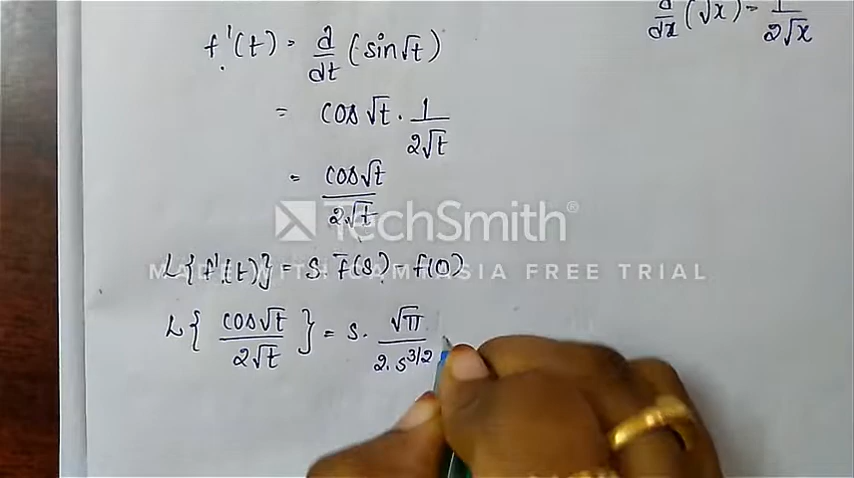 d/dx (√x) = 1/2√x
f'(t) = d/dt (sin√t)
= cos√t · 1/2√t
= cos√t/2√t
TechSmith®
MADE WITH CAMTASIA FREE TRIAL
L{f'(t)} = s. F(s) - f(0)
L{cos√t/2√t} = s. √π/2.s^3/2